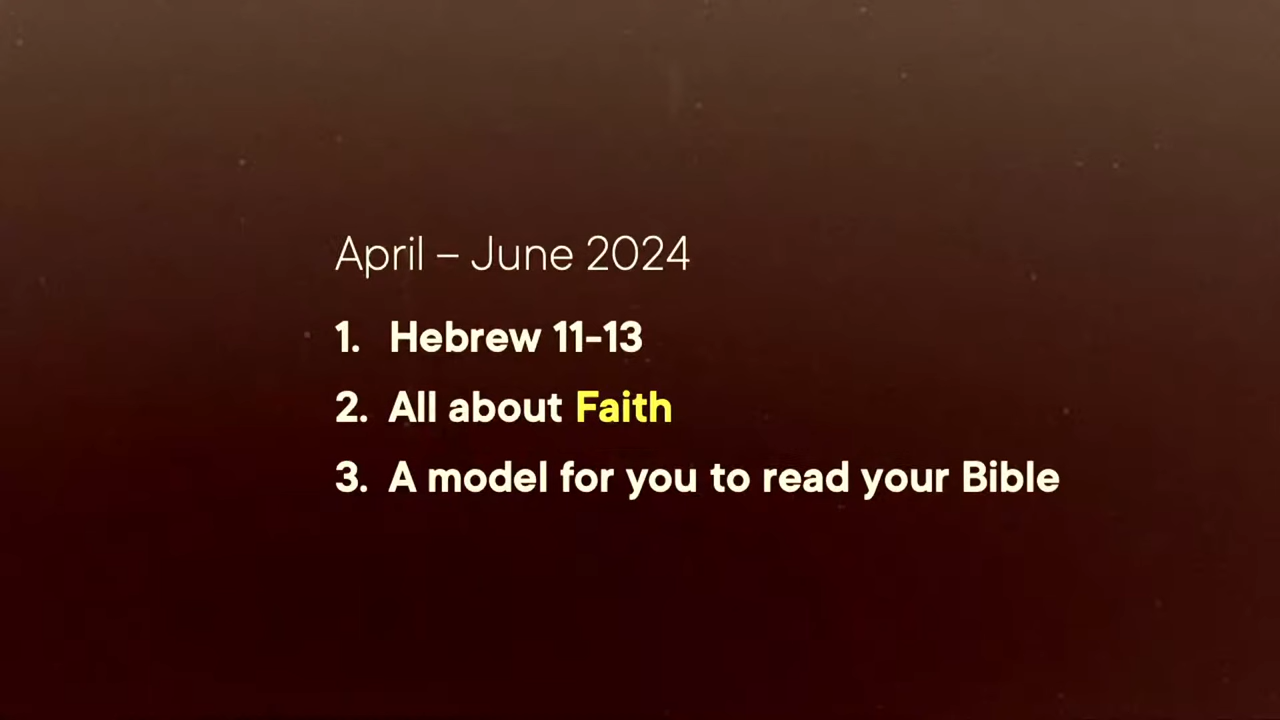 April – June 2024
1. Hebrew 11-13
2. All about Faith
3. A model for you to read your Bible